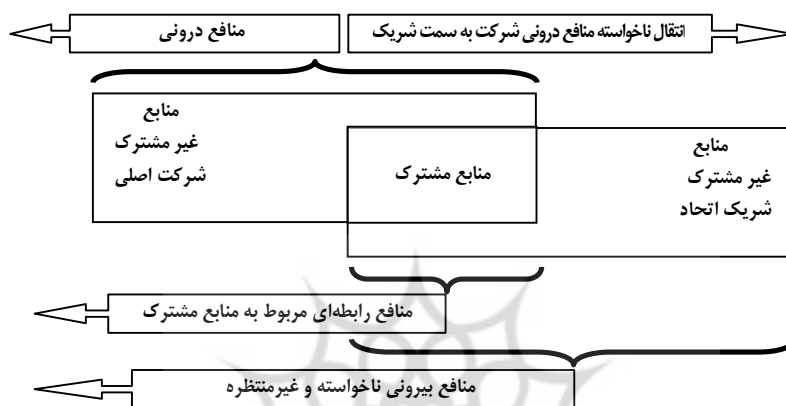 انتقال ناخواسته منافع درونی شرکت به سمت شریک
منافع درونی
منابع
غیر مشترک
شریک اتحاد
منابع مشترک
منابع
غیر مشترک
شرکت اصلی
منافع رابطه‌ای مربوط به منابع مشترک
منافع بیرونی ناخواسته و غیرمنتظره